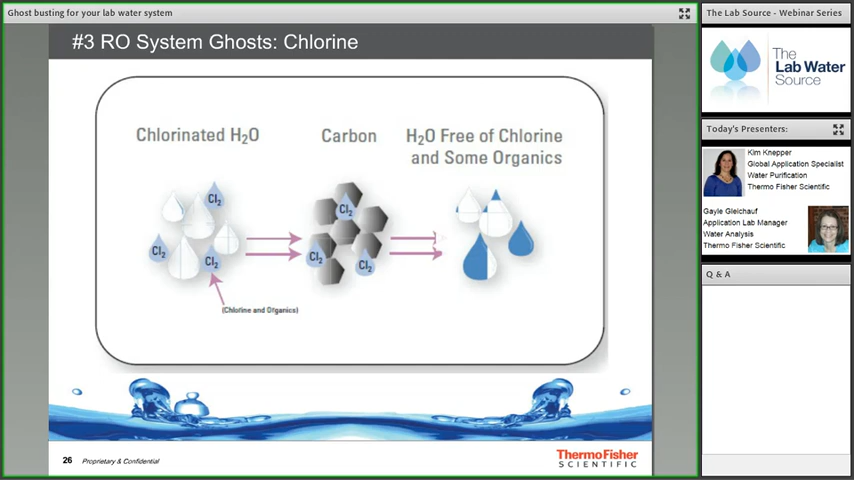 Ghost busting for your lab water system
The Lab Source - Webinar Series
#3 RO System Ghosts: Chlorine
Chlorinated H2O
Carbon
H2O Free of Chlorine
and Some Organics
Cl2
Cl2
Cl2
Cl2
Cl2
Cl2
(Chlorine and Organics)
26
Proprietary & Confidential
ThermoFisher
SCIENTIFIC
The
Lab Water
Source
Today's Presenters:
Kim Knepper
Global Application Specialist
Water Purification
Thermo Fisher Scientific
Gayle Gleichauf
Application Lab Manager
Water Analysis
Thermo Fisher Scientific
Q & A